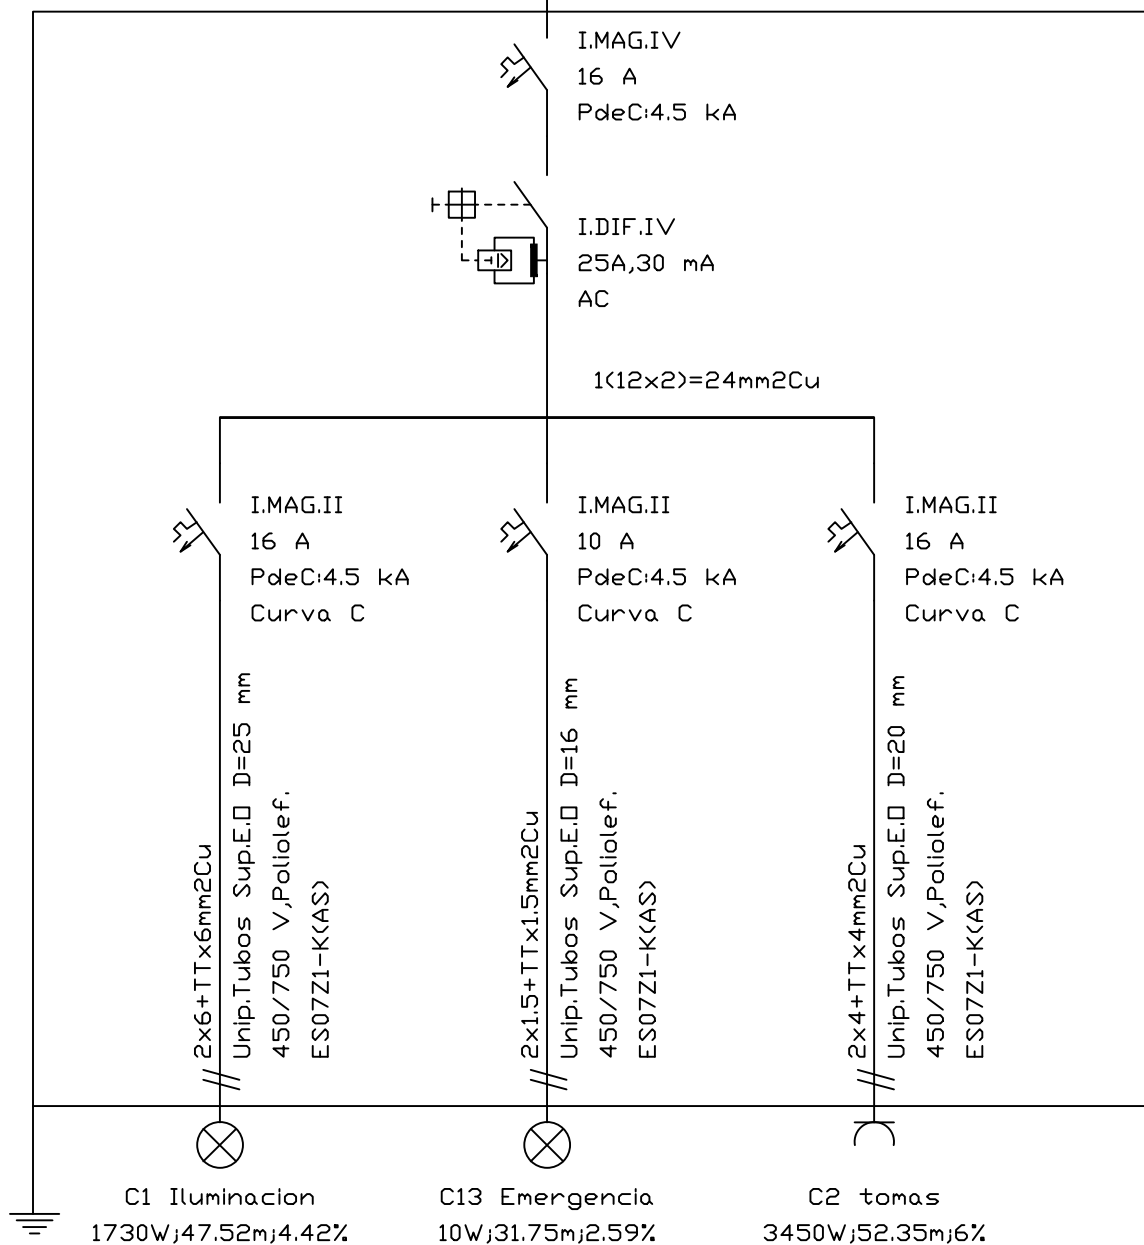 I.MAG.IV
16 A
PdeC:4.5 kA
I.DIF.IV
25A,30 mA
AC
1(12x2)=24mm2Cu
I.MAG.II
16 A
PdeC:4.5 kA
Curva C
2x6+TTx6mm2Cu
Unip.Tubos Sup.E.O D=25 mm
450/750 V,Poliolef.
ES07Z1-K(AS)
C1 Iluminacion
1730W;47.52m;4.42%
I.MAG.II
10 A
PdeC:4.5 kA
Curva C
2x1.5+TTx1.5mm2Cu
Unip.Tubos Sup.E.O D=16 mm
450/750 V,Poliolef.
ES07Z1-K(AS)
C13 Emergencia
10W;31.75m;2.59%
I.MAG.II
16 A
PdeC:4.5 kA
Curva C
2x4+TTx4mm2Cu
Unip.Tubos Sup.E.O D=20 mm
450/750 V,Poliolef.
ES07Z1-K(AS)
C2 tomas
3450W;52.35m;6%